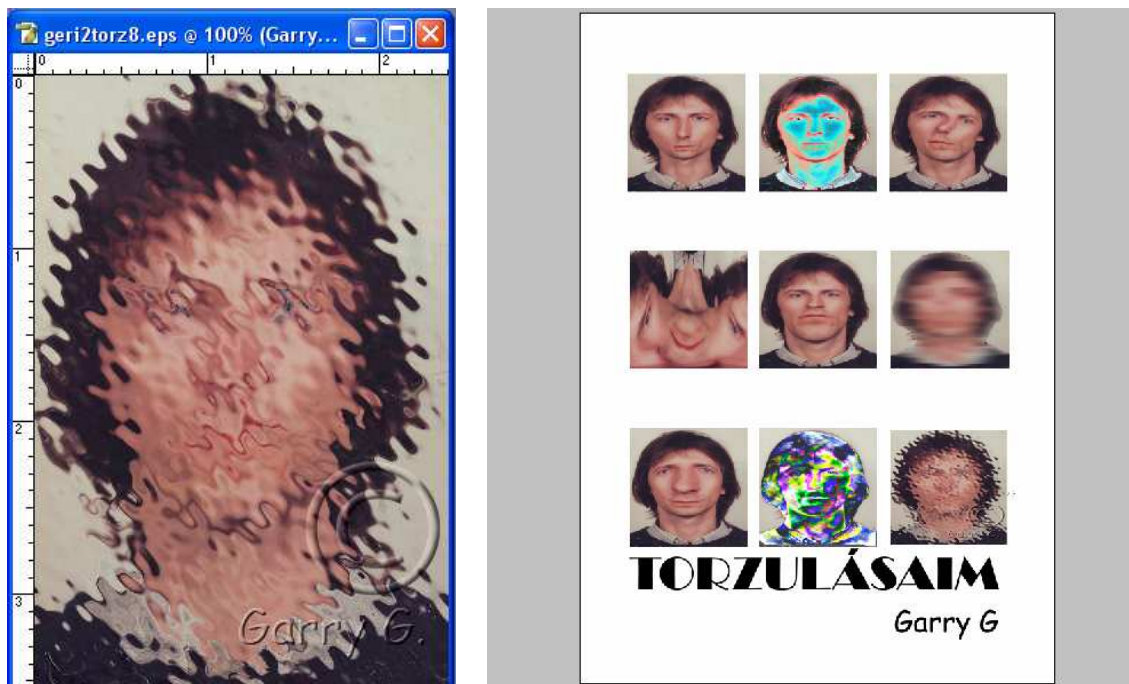 geri2torz8.eps @ 100% (Garry...
0 1 2
0
1
2
3
©
Garry G.
TORZULÁSAIM
Garry G